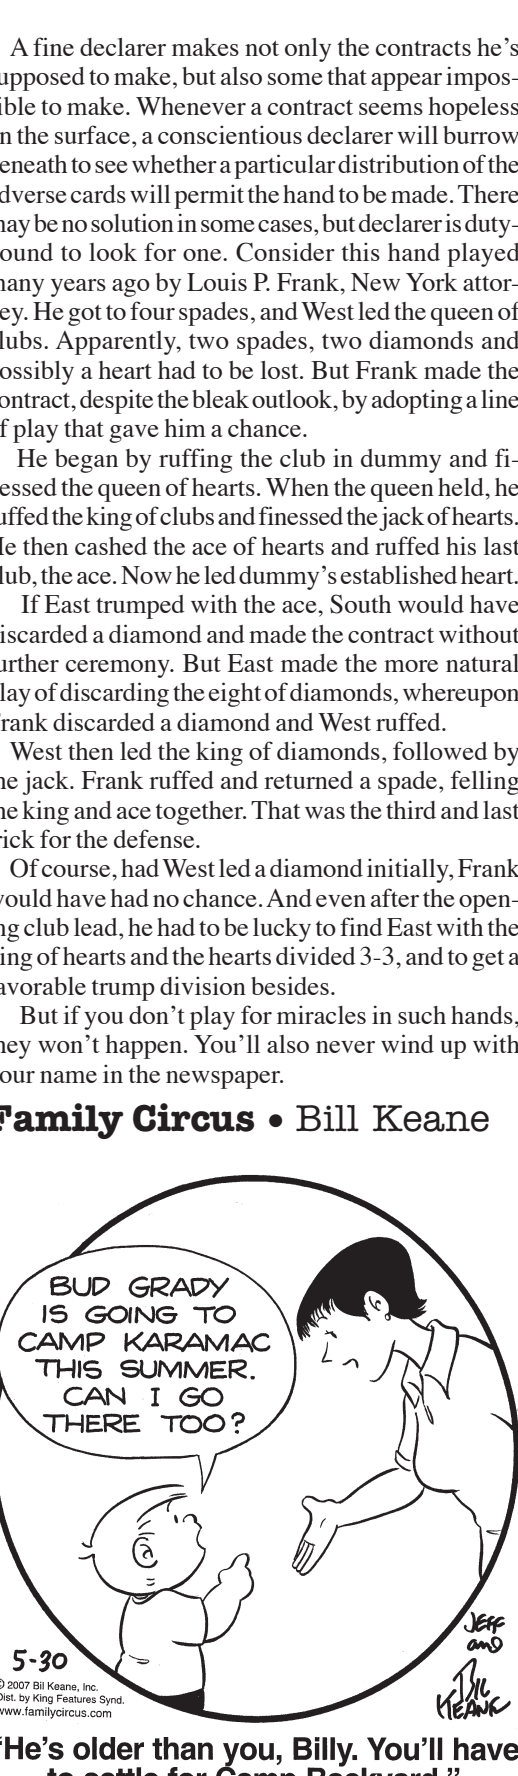 A fine declarer makes not only the contracts he's
upposed to make, but also some that appear impos-
ible to make. Whenever a contract seems hopeless
n the surface, a conscientious declarer will burrow
eneath to see whether a particular distribution of the
dverse cards will permit the hand to be made. There
may be no solution in some cases, but declarer is duty-
ound to look for one. Consider this hand played
many years ago by Louis P. Frank, New York attor-
ey. He got to four spades, and West led the queen of
lubs. Apparently, two spades, two diamonds and
ossibly a heart had to be lost. But Frank made the
ontract, despite the bleak outlook, by adopting a line
f play that gave him a chance.
He began by ruffing the club in dummy and fi-
essed the queen of hearts. When the queen held, he
uffed the king of clubs and finessed the jack of hearts.
He then cashed the ace of hearts and ruffed his last
lub, the ace. Now he led dummy's established heart.
If East trumped with the ace, South would have
iscarded a diamond and made the contract without
urther ceremony. But East made the more natural
lay of discarding the eight of diamonds, whereupon
Frank discarded a diamond and West ruffed.
West then led the king of diamonds, followed by
he jack. Frank ruffed and returned a spade, felling
he king and ace together. That was the third and last
rick for the defense.
Of course, had West led a diamond initially, Frank
would have had no chance. And even after the open-
ng club lead, he had to be lucky to find East with the
ing of hearts and the hearts divided 3-3, and to get a
avorable trump division besides.
But if you don't play for miracles in such hands,
hey won't happen. You'll also never wind up with
our name in the newspaper.
Family Circus • Bill Keane
BUD GRADY
IS GOING TO
CAMP KARAMAC
THIS SUMMER.
CAN I GO
THERE TOO?
JEFF
and
BIL
KEANE
5-30
© 2007 Bil Keane, Inc.
Dist. by King Features Synd.
www.familycircus.com
"He's older than you, Billy. You'll have
to settle for Camp Backyard."